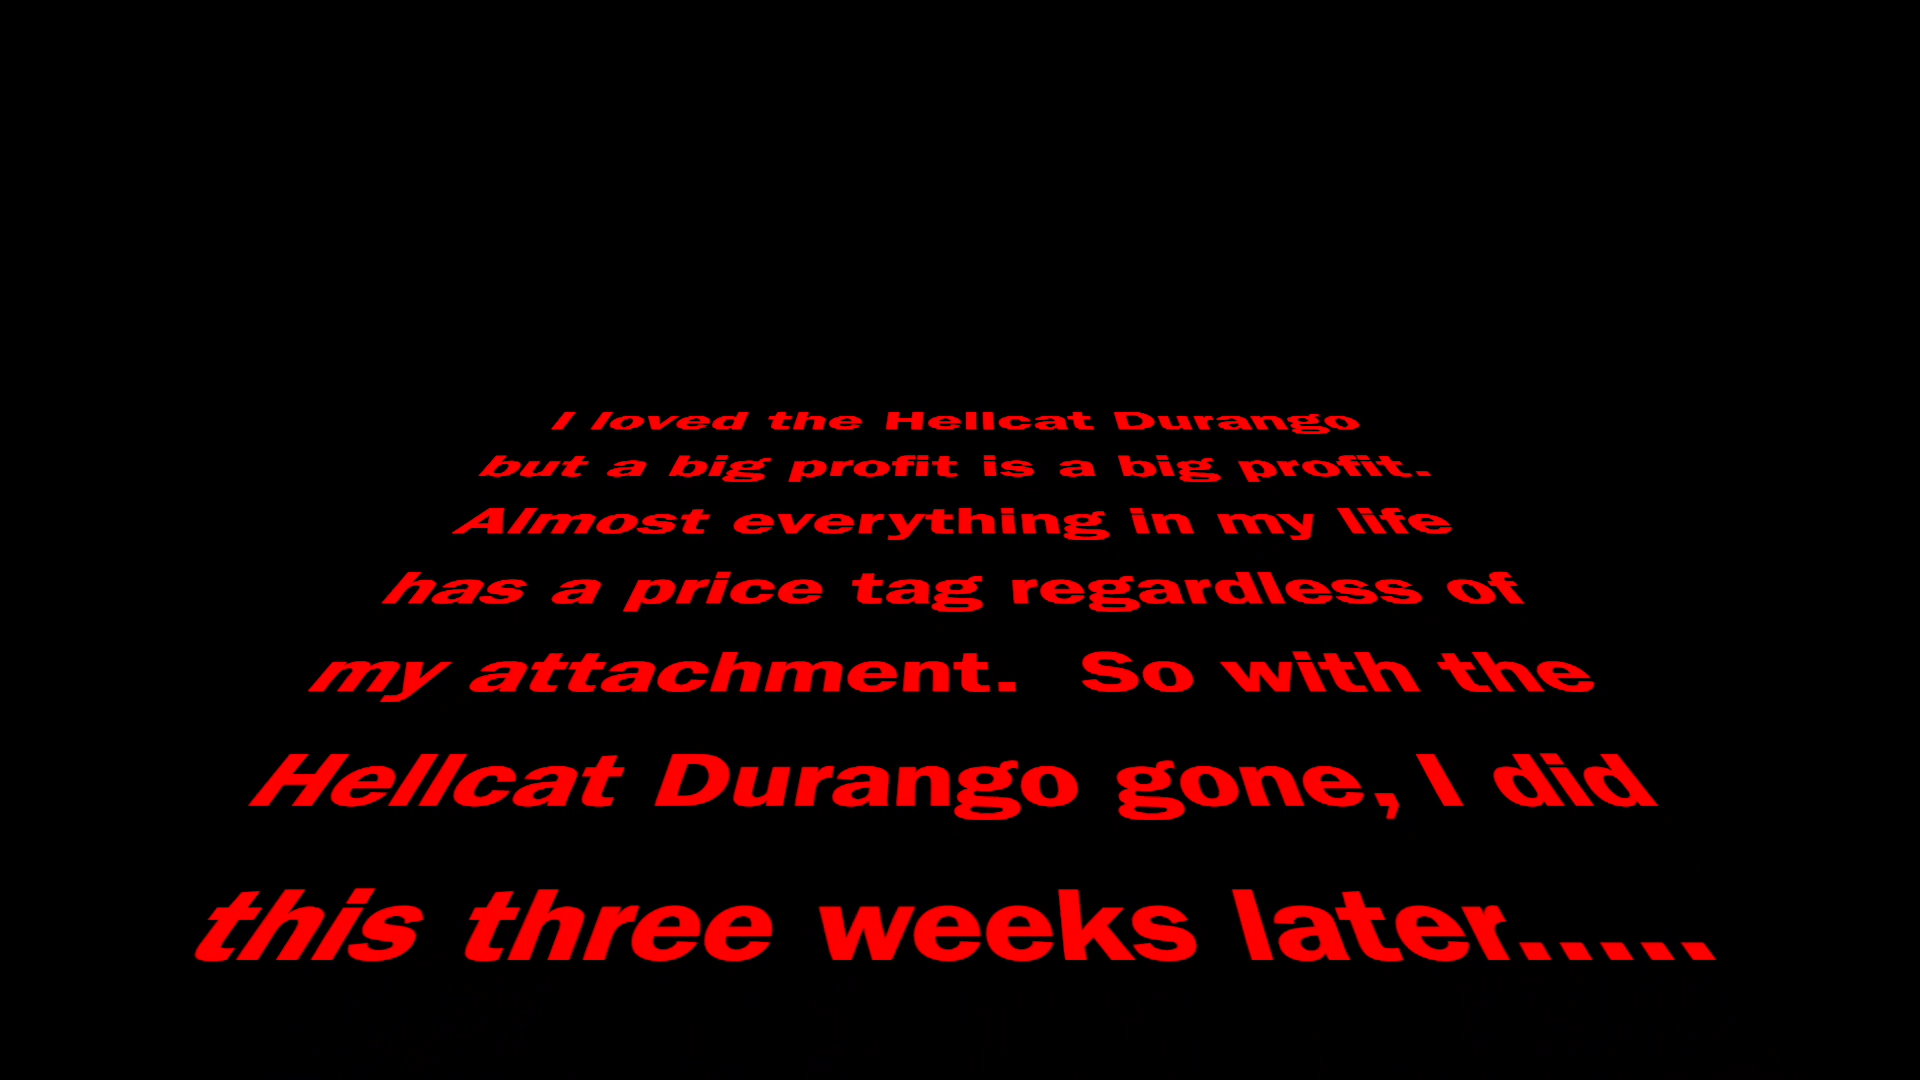 I loved the Hellcat Durango
but a big profit is a big profit.
Almost everything in my life
has a price tag regardless of
my attachment.  So with the
Hellcat Durango gone, I did
this three weeks later.....